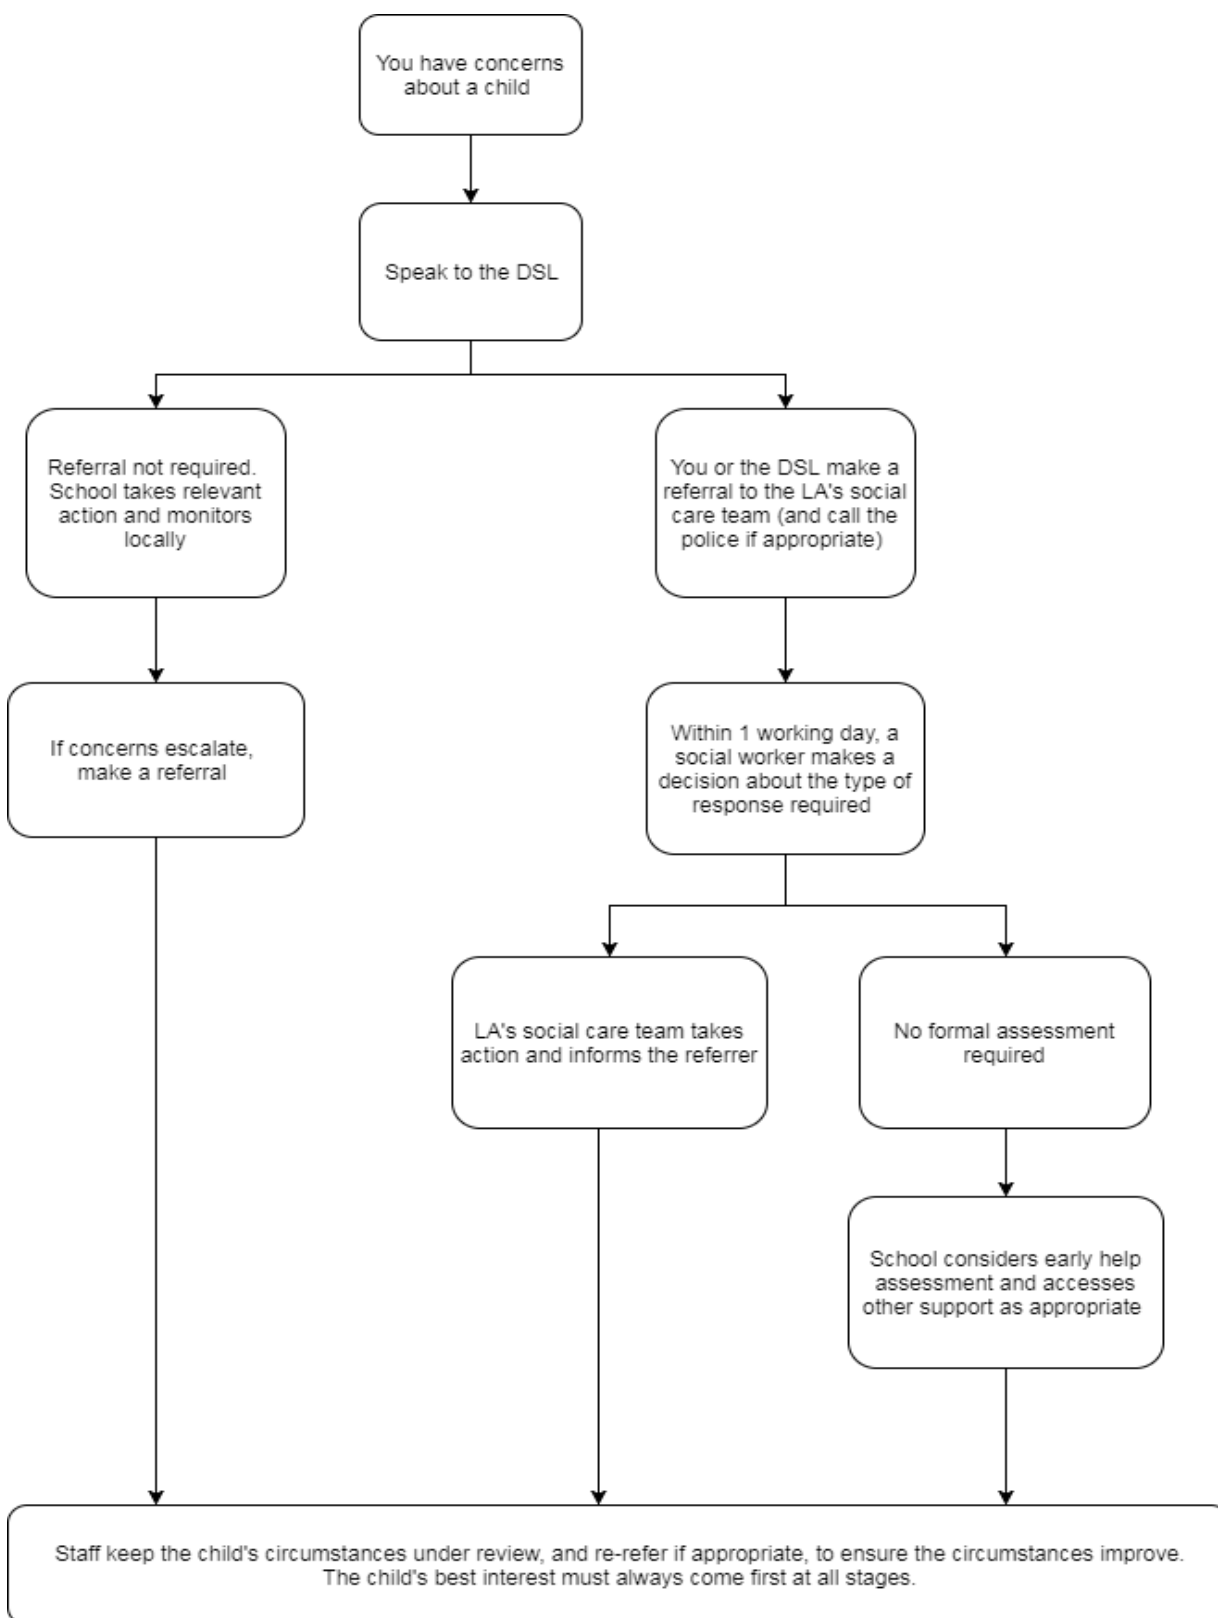 You have concerns
about a child
Speak to the DSL
Referral not required.
School takes relevant
action and monitors
locally
You or the DSL make a
referral to the LA's social
care team (and call the
police if appropriate)
If concerns escalate,
make a referral
Within 1 working day, a
social worker makes a
decision about the type of
response required
LA's social care team takes
action and informs the referrer
No formal assessment
required
School considers early help
assessment and accesses
other support as appropriate
Staff keep the child's circumstances under review, and re-refer if appropriate, to ensure the circumstances improve.
The child's best interest must always come first at all stages.